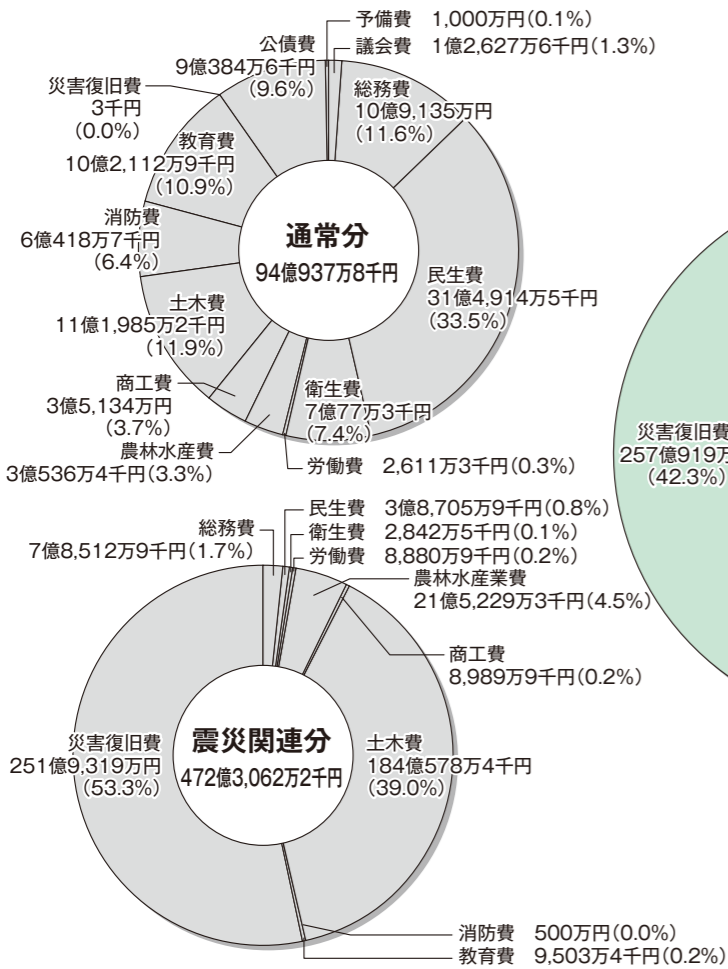 予備費 1,000万円(0.1%)
議会費 1億2,627万6円(1.3%)
公債費
9億384万6千円
(9.6%)
災害復旧費
3千円
(0.0%)
総務費
10億9,135万円
(11.6%)
教育費
10億2,112万9千円
(10.9%)
消防費
6億418万7千円
(6.4%)
通常分
94億937万8千円
民生費
31億4,914万5千円
(33.5%)
土木費
11億1,985万2千円
(11.9%)
商工費
3億5,134万円
(3.7%)
衛生費
7億77万3千円
(7.4%)
農林水産費
3億536万4千円(3.3%)
労働費 2,611万3千円(0.3%)
災害復旧費
257億919万
(42.3%)
総務費
7億8,512万9千円(1.7%)
民生費 3億8,705万9千円(0.8%)
衛生費 2,842万5千円(0.1%)
労働費 8,880万9千円(0.2%)
農林水産業費
21億5,229万3千円(4.5%)
商工費
8,989万9千円(0.2%)
震災関連分
472億3,062万2千円
災害復旧費
251億9,319万円
(53.3%)
土木費
184億578万4千円
(39.0%)
消防費 500万円(0.0%)
教育費 9,503万4千円(0.2%)